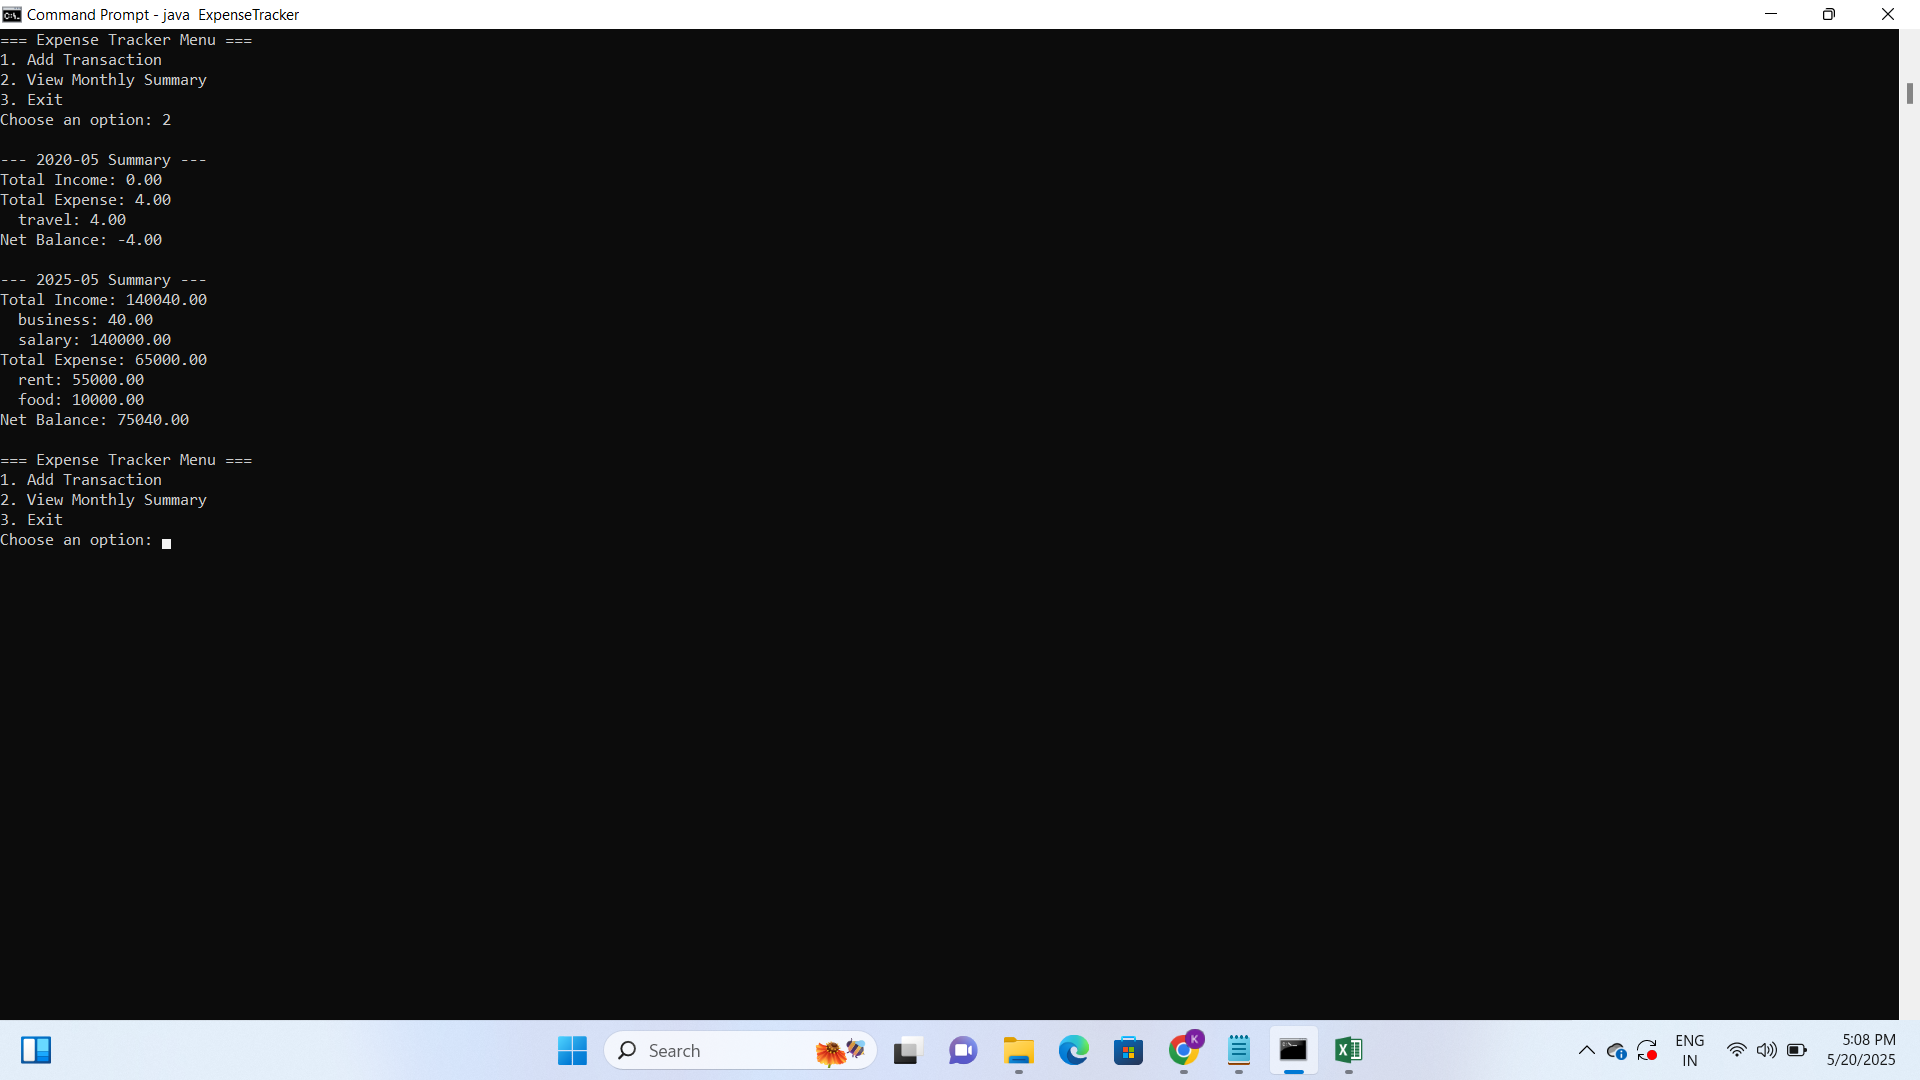 Command Prompt - java  ExpenseTracker
=== Expense Tracker Menu ===
1. Add Transaction
2. View Monthly Summary
3. Exit
Choose an option: 2
--- 2020-05 Summary ---
Total Income: 0.00
Total Expense: 4.00
  travel: 4.00
Net Balance: -4.00
--- 2025-05 Summary ---
Total Income: 140040.00
  business: 40.00
  salary: 140000.00
Total Expense: 65000.00
  rent: 55000.00
  food: 10000.00
Net Balance: 75040.00
=== Expense Tracker Menu ===
1. Add Transaction
2. View Monthly Summary
3. Exit
Choose an option:
Search
K
ENG
IN
5:08 PM
5/20/2025